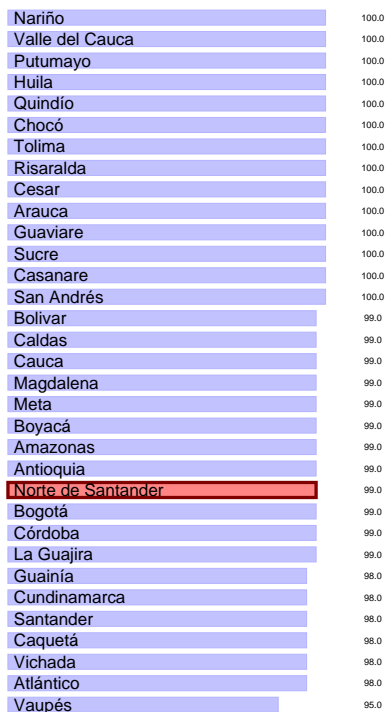 Nariño 100.0
Valle del Cauca 100.0
Putumayo 100.0
Huila 100.0
Quindío 100.0
Chocó 100.0
Tolima 100.0
Risaralda 100.0
Cesar 100.0
Arauca 100.0
Guaviare 100.0
Sucre 100.0
Casanare 100.0
San Andrés 100.0
Bolivar 99.0
Caldas 99.0
Cauca 99.0
Magdalena 99.0
Meta 99.0
Boyacá 99.0
Amazonas 99.0
Antioquia 99.0
Norte de Santander 99.0
Bogotá 99.0
Córdoba 99.0
La Guajira 99.0
Guainía 98.0
Cundinamarca 98.0
Santander 98.0
Caquetá 98.0
Vichada 98.0
Atlántico 98.0
Vaupés 95.0